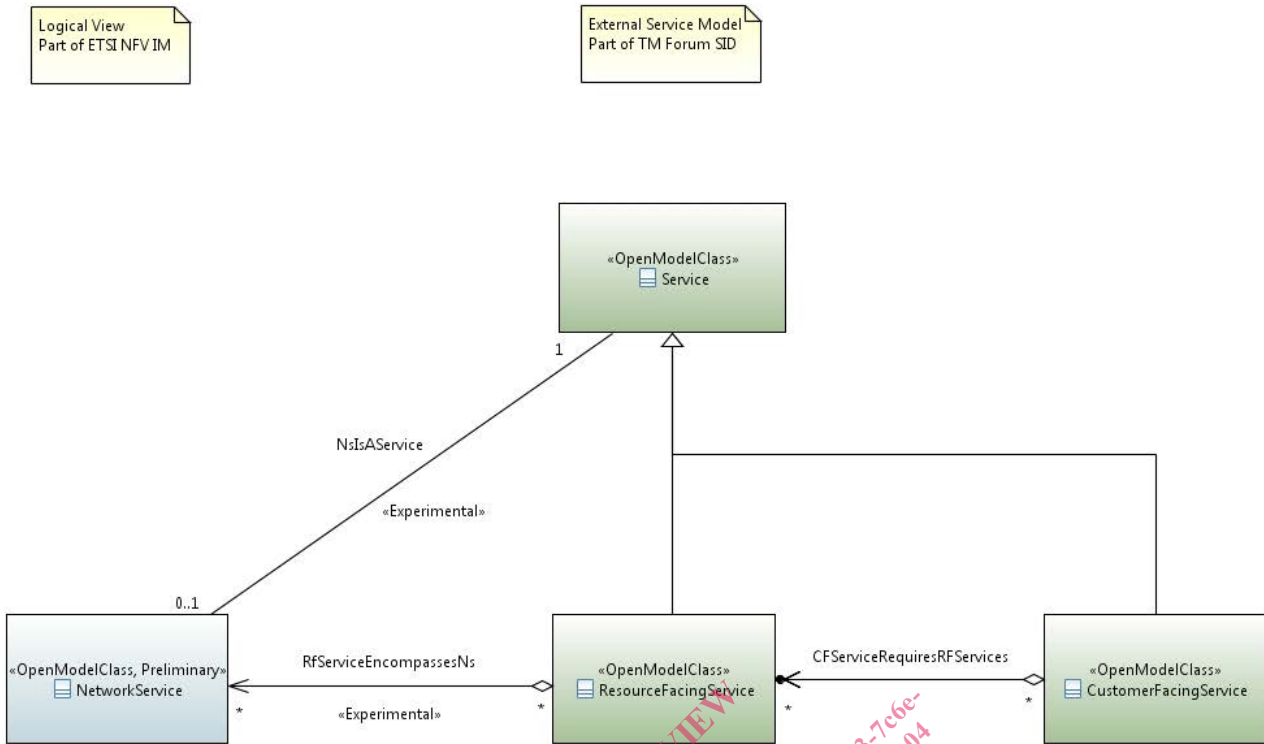 Logical View
Part of ETSI NFV IM
External Service Model
Part of TM Forum SID
«OpenModelClass»
Service
1
NsIsAService
«Experimental»
0..1
«OpenModelClass, Preliminary»
NetworkService
*
RfServiceEncompassesNs
«Experimental»
*
«OpenModelClass»
ResourceFacingService
*
CFServiceRequiresRFServices
*
«OpenModelClass»
CustomerFacingService